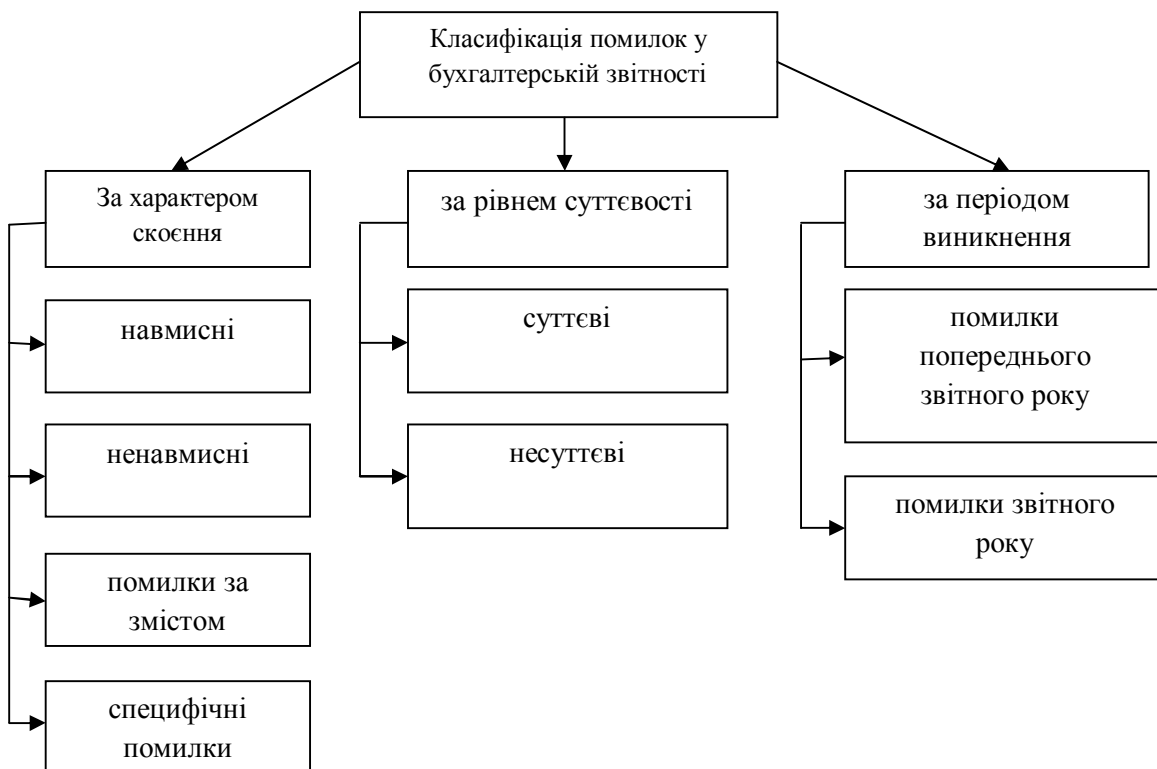 Класифікація помилок у
бухгалтерській звітності
За характером
скоєння
навмисні
ненавмисні
помилки за
змістом
специфічні
помилки
за рівнем суттєвості
суттєві
несуттєві
за періодом
виникнення
помилки
попереднього
звітного року
помилки звітного
року